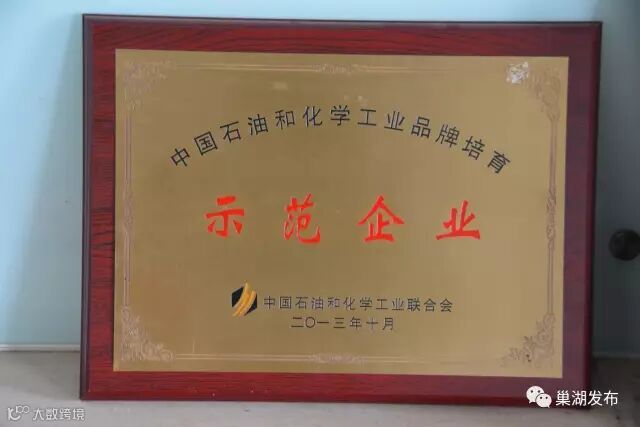 中国石油和化学工业品牌培育
示范企业
中国石油和化学工业联合会
二〇一三年十月
巢湖发布
大数跨境